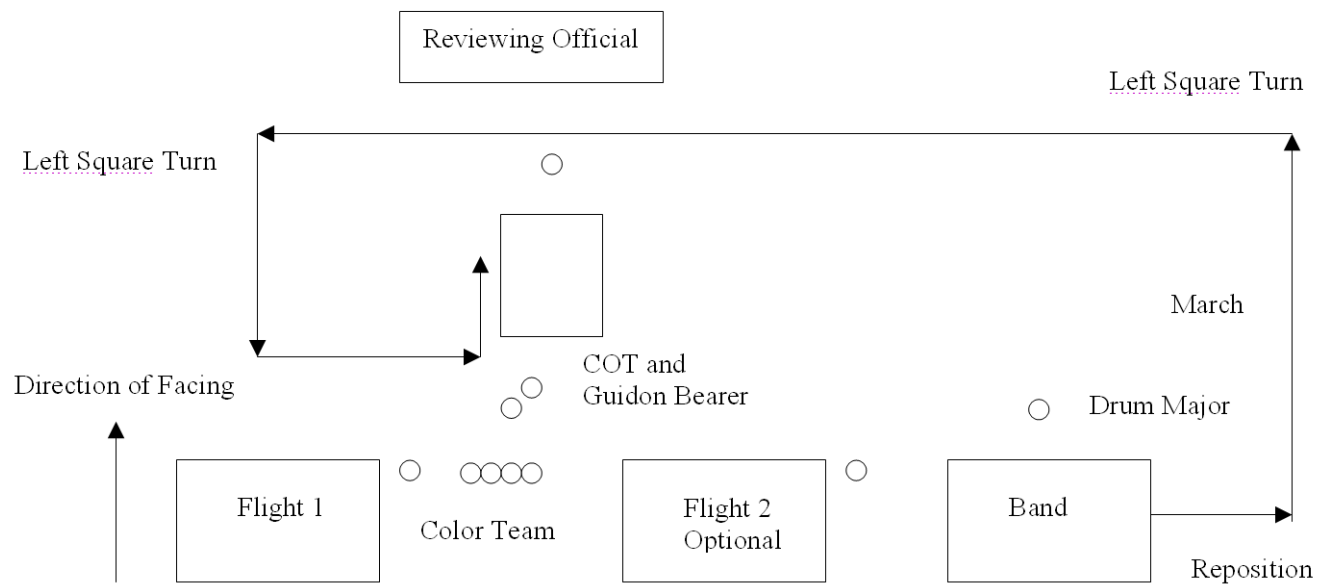 Reviewing Official
Left Square Turn
Left Square Turn
March
COT and
Guidon Bearer
Direction of Facing
Drum Major
Flight 1
Color Team
Flight 2
Optional
Band
Reposition